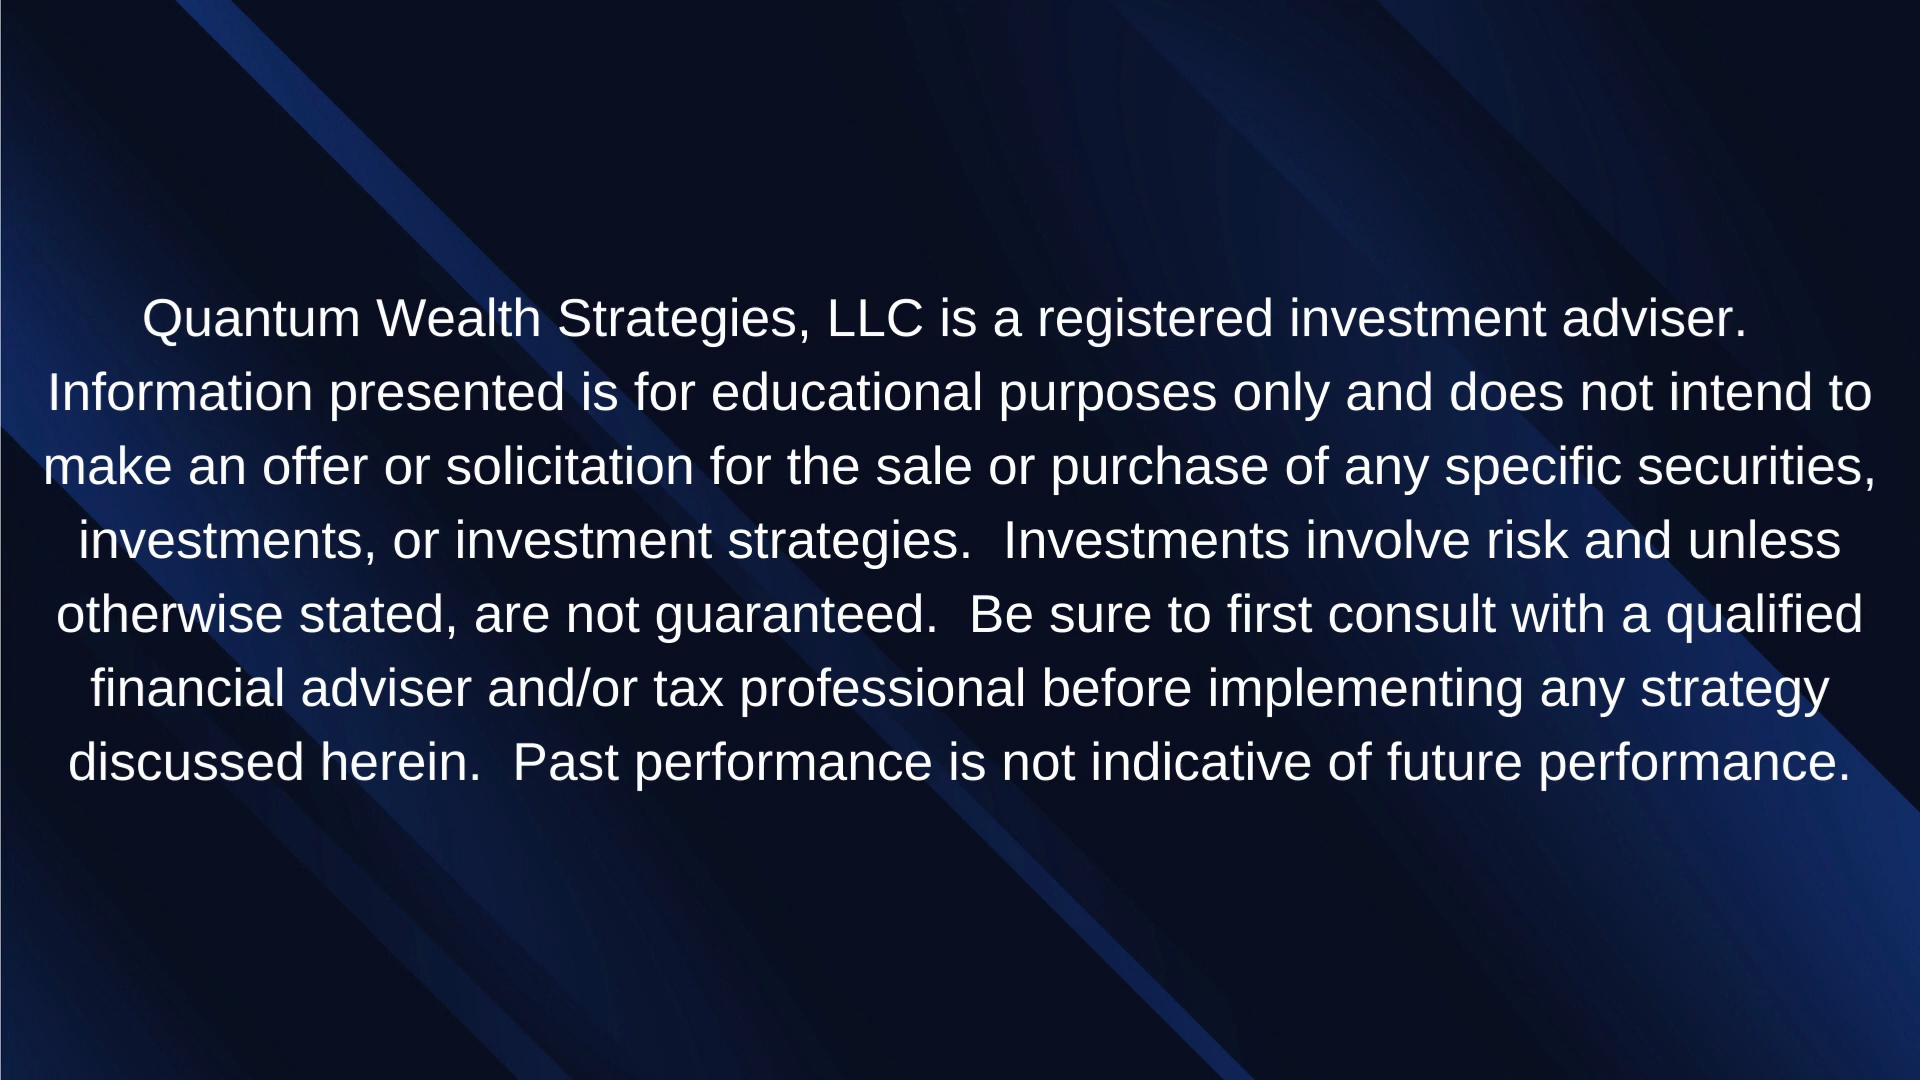 Quantum Wealth Strategies, LLC is a registered investment adviser.
Information presented is for educational purposes only and does not intend to
make an offer or solicitation for the sale or purchase of any specific securities,
investments, or investment strategies.  Investments involve risk and unless
otherwise stated, are not guaranteed.  Be sure to first consult with a qualified
financial adviser and/or tax professional before implementing any strategy
discussed herein.  Past performance is not indicative of future performance.